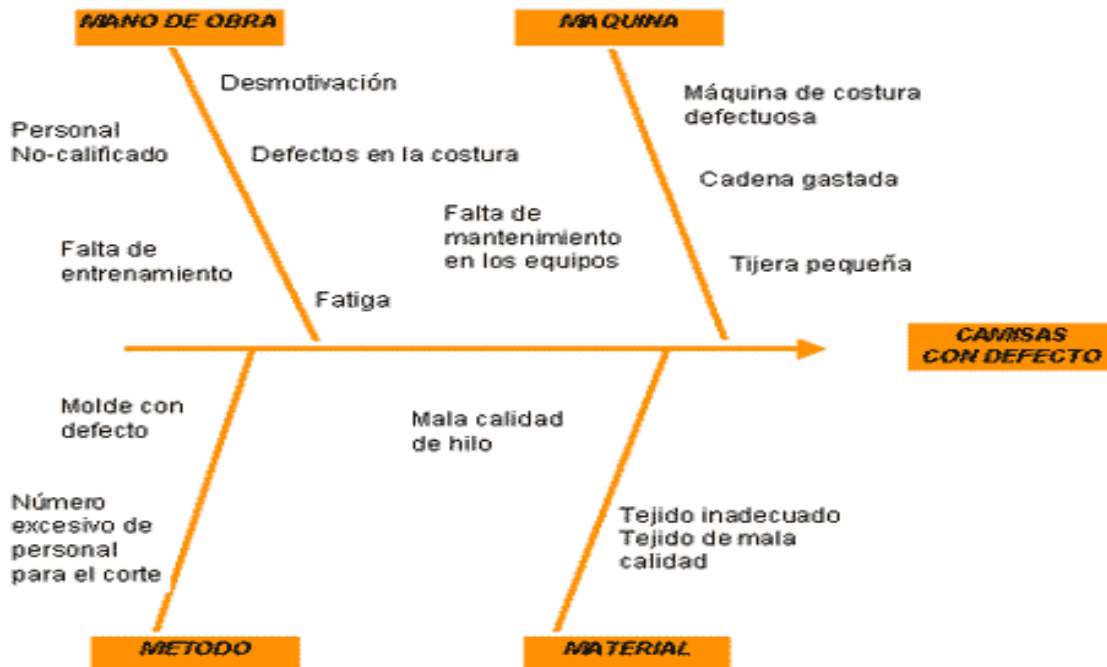 MANO DE OBRA
MAQUINA
Desmotivación
Máquina de costura
defectuosa
Personal
No-calificado
Defectos en la costura
Cadena gastada
Falta de
mantenimiento
en los equipos
Falta de
entrenamiento
Tijera pequeña
Fatiga
CAMISAS
CON DEFECTO
Molde con
defecto
Mala calidad
de hilo
Número
excesivo de
personal
para el corte
Tejido inadecuado
Tejido de mala
calidad
METODO
MATERIAL